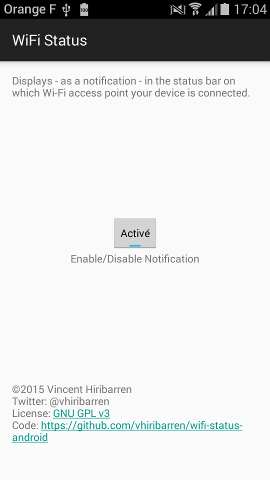 Orange F 17:04
WiFi Status
Displays - as a notification - in the status bar on
which Wi-Fi access point your device is connected.
Activé
Enable/Disable Notification
©2015 Vincent Hiribarren
Twitter: @vhiribarren
License: GNU GPL v3
Code: https://github.com/vhiribarren/wifi-status-
android